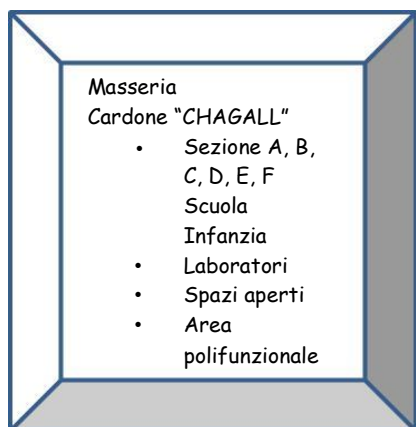 Masseria
Cardone “CHAGALL”
• Sezione A, B,
C, D, E, F
Scuola
Infanzia
• Laboratori
• Spazi aperti
• Area
polifunzionale